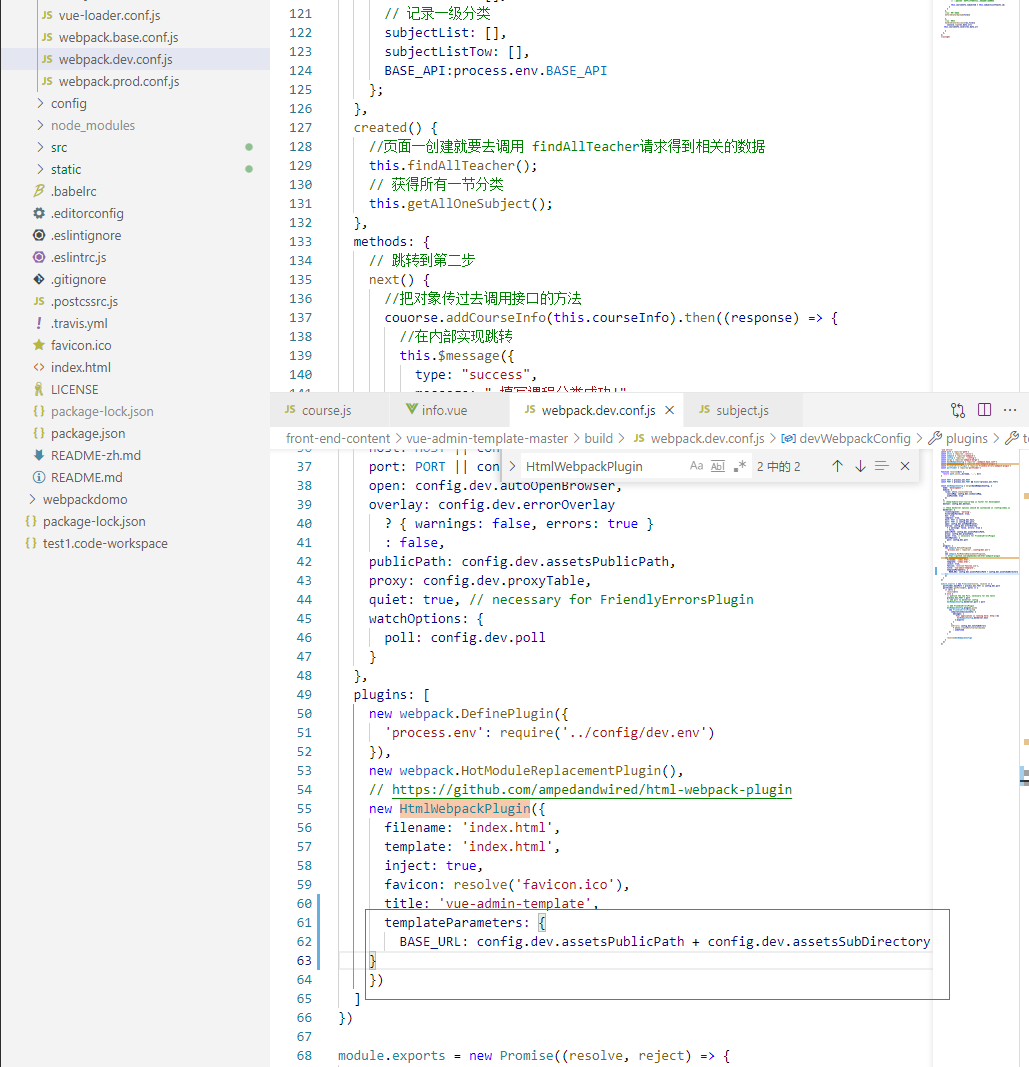 vue-loader.conf.js
webpack.base.conf.js
webpack.dev.conf.js
webpack.prod.conf.js
config
node_modules
src
static
.babelrc
.editorconfig
.eslintignore
.eslintrc.js
.gitignore
.postcssrc.js
.travis.yml
favicon.ico
index.html
LICENSE
package-lock.json
package.json
README-zh.md
README.md
webpackdomo
package-lock.json
test1.code-workspace
121 // 记录一级分类
122 subjectList: [],
123 subjectListTow: [],
124 BASE_API:process.env.BASE_API
125 };
126 },
127 created() {
128 //页面一创建就要去调用 findAllTeacher请求得到相关的数据
129 this.findAllTeacher();
130 // 获得所有一节分类
131 this.getAllOneSubject();
132 },
133 methods: {
134 // 跳转到第二步
135 next() {
136 //把对象传过去调用接口的方法
137 couorse.addCourseInfo(this.courseInfo).then((response) => {
138 //在内部实现跳转
139 this.$message({
140 type: "success",
JS course.js info.vue JS webpack.dev.conf.js JS subject.js
front-end-content > vue-admin-template-master > build > JS webpack.dev.conf.js > devWebpackConfig > plugins >
HtmlWebpackPlugin Aa Abl 2 中的 2
37 port: PORT || con
38 open: config.dev.autoOpenBrowser,
39 overlay: config.dev.errorOverlay
40 ? { warnings: false, errors: true }
41 : false,
42 publicPath: config.dev.assetsPublicPath,
43 proxy: config.dev.proxyTable,
44 quiet: true, // necessary for FriendlyErrorsPlugin
45 watchOptions: {
46 poll: config.dev.poll
47 }
48 },
49 plugins: [
50 new webpack.DefinePlugin({
51 'process.env': require('../config/dev.env')
52 }),
53 new webpack.HotModuleReplacementPlugin(),
54 // https://github.com/ampedandwired/html-webpack-plugin
55 new HtmlWebpackPlugin({
56 filename: 'index.html',
57 template: 'index.html',
58 inject: true,
59 favicon: resolve('favicon.ico'),
60 title: 'vue-admin-template',
61 templateParameters: {
62 BASE_URL: config.dev.assetsPublicPath + config.dev.assetsSubDirectory
63 }
64 })
65 ]
66 })
67
68 module.exports = new Promise((resolve, reject) => {